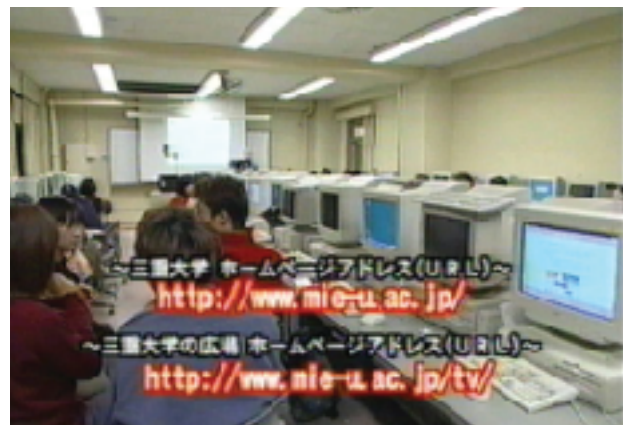 ～三重大学 ホームページアドレス(URL)～
http://www.mie-u.ac.jp/
～三重大学の広場 ホームページアドレス(URL)～
http://www.mie-u.ac.jp/tv/